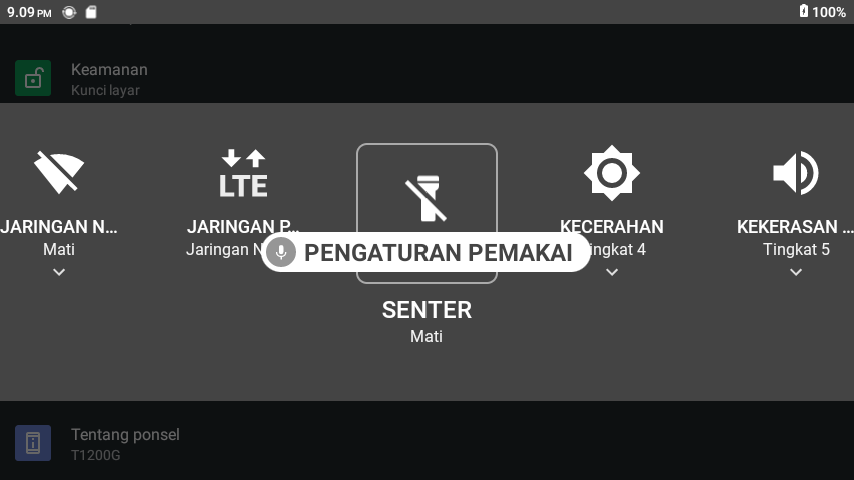 9.09 PM
100%
Keamanan
Kunci layar
JARINGAN N...
Mati
JARINGAN P...
Jaringan N
KECERAHAN
ingkat 4
KEKERASAN ...
Tingkat 5
PENGATURAN PEMAKAI
SENTER
Mati
LTE
Tentang ponsel
T1200G